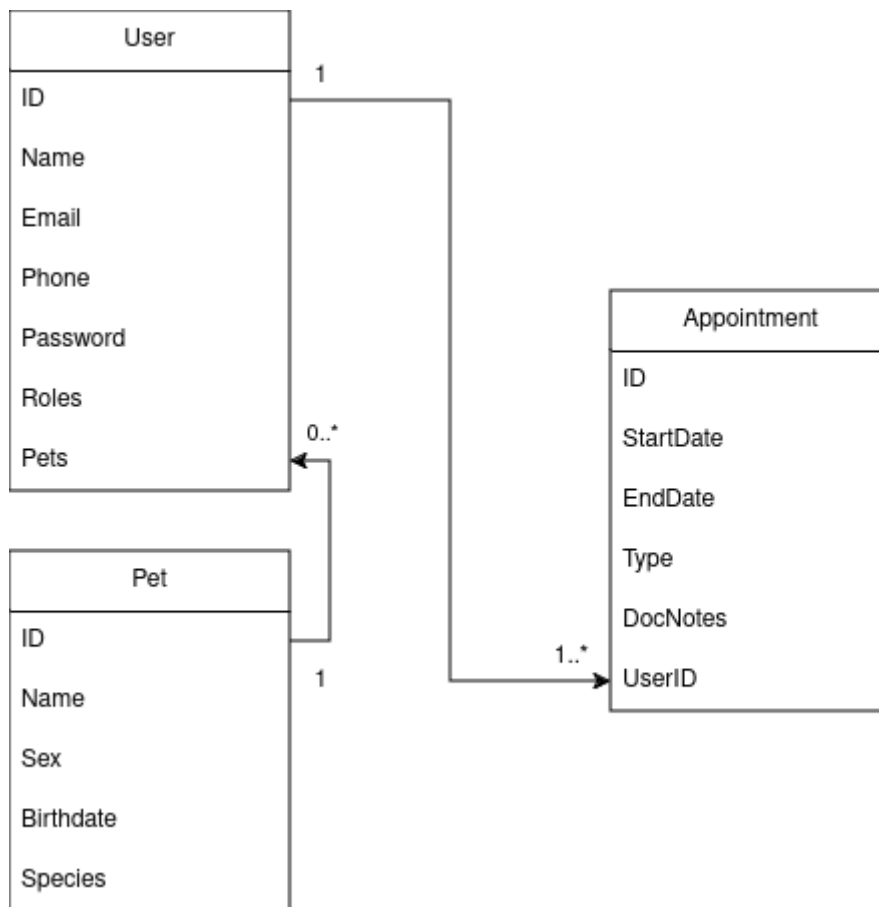 User
1
ID
Name
Email
Phone
Password
Roles
0..*
Pets
Appointment
ID
StartDate
EndDate
Type
DocNotes
1..*
UserID
Pet
ID
1
Name
Sex
Birthdate
Species